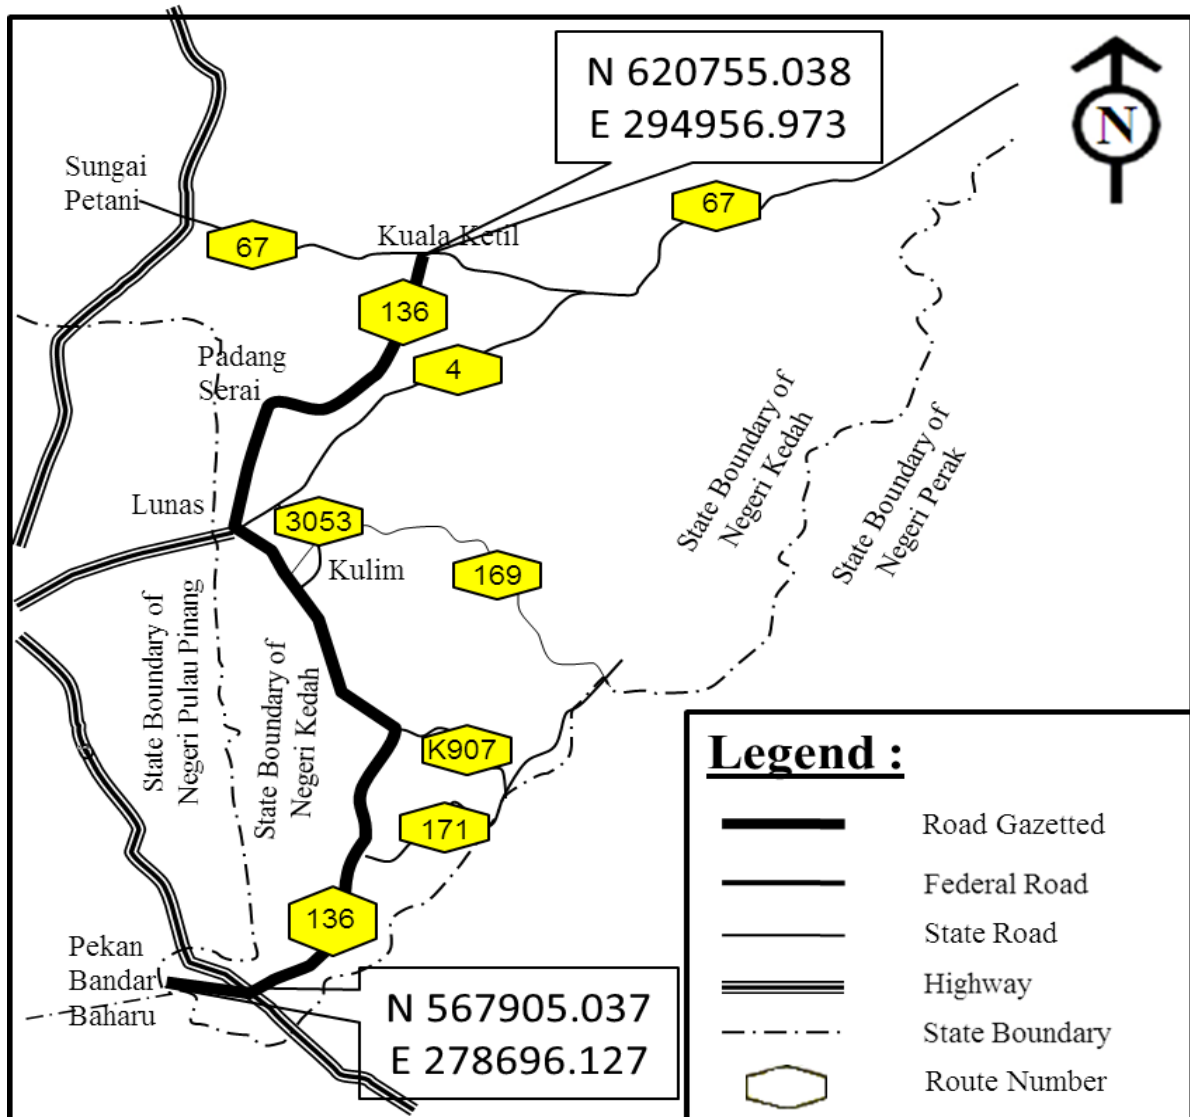 N 620755.038
E 294956.973
N
Sungai
Petani
67
67
Kuala Ketil
136
4
Padang
Serai
Lunas
3053
Kulim
169
State Boundary of
Negeri Kedah
State Boundary of
Negeri Perak
State Boundary of
Negeri Pulau Pinang
State Boundary of
Negeri Kedah
K907
171
136
Pekan
Bandar
Baharu
N 567905.037
E 278696.127
Legend :
Road Gazetted
Federal Road
State Road
Highway
State Boundary
Route Number